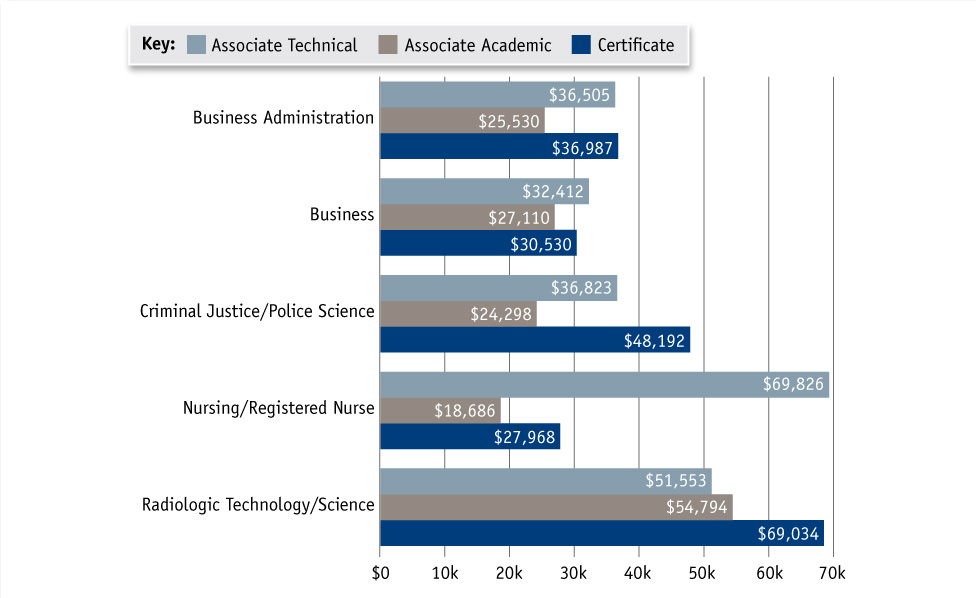 Key: Associate Technical Associate Academic Certificate
Business Administration
$36,505
$25,530
$36,987
Business
$32,412
$27,110
$30,530
Criminal Justice/Police Science
$36,823
$24,298
$48,192
Nursing/Registered Nurse
$69,826
$18,686
$27,968
Radiologic Technology/Science
$51,553
$54,794
$69,034
$0 10k 20k 30k 40k 50k 60k 70k